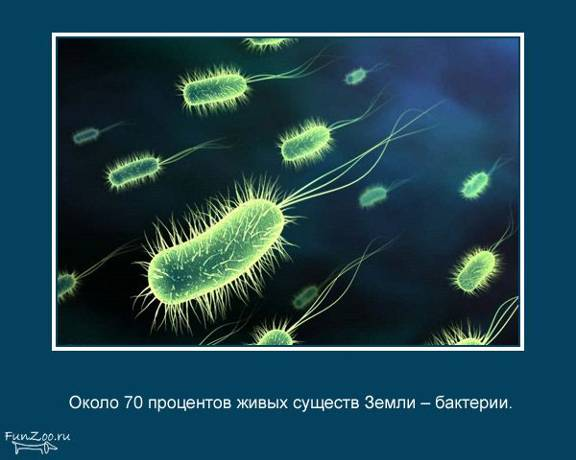 Около 70 процентов живых существ Земли – бактерии.
FunZoo.ru